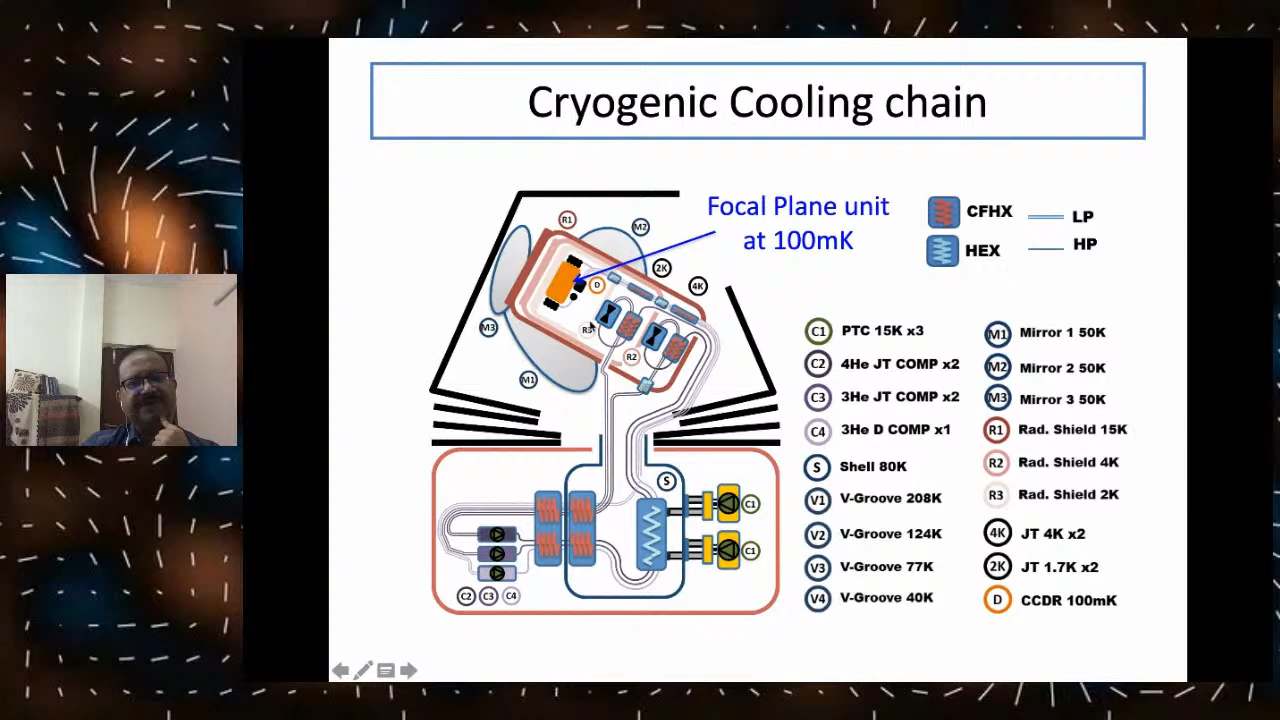 Cryogenic Cooling chain
Focal Plane unit
at 100mK
R1
M2
2K
4K
D
R3
M3
R2
M1
S
C1
C1
C2 C3 C4
CFHX LP
HEX HP
C1 PTC 15K x3
C2 4He JT COMP x2
C3 3He JT COMP x2
C4 3He D COMP x1
S Shell 80K
V1 V-Groove 208K
V2 V-Groove 124K
V3 V-Groove 77K
V4 V-Groove 40K
M1 Mirror 1 50K
M2 Mirror 2 50K
M3 Mirror 3 50K
R1 Rad. Shield 15K
R2 Rad. Shield 4K
R3 Rad. Shield 2K
4K JT 4K x2
2K JT 1.7K x2
D CCDR 100mK